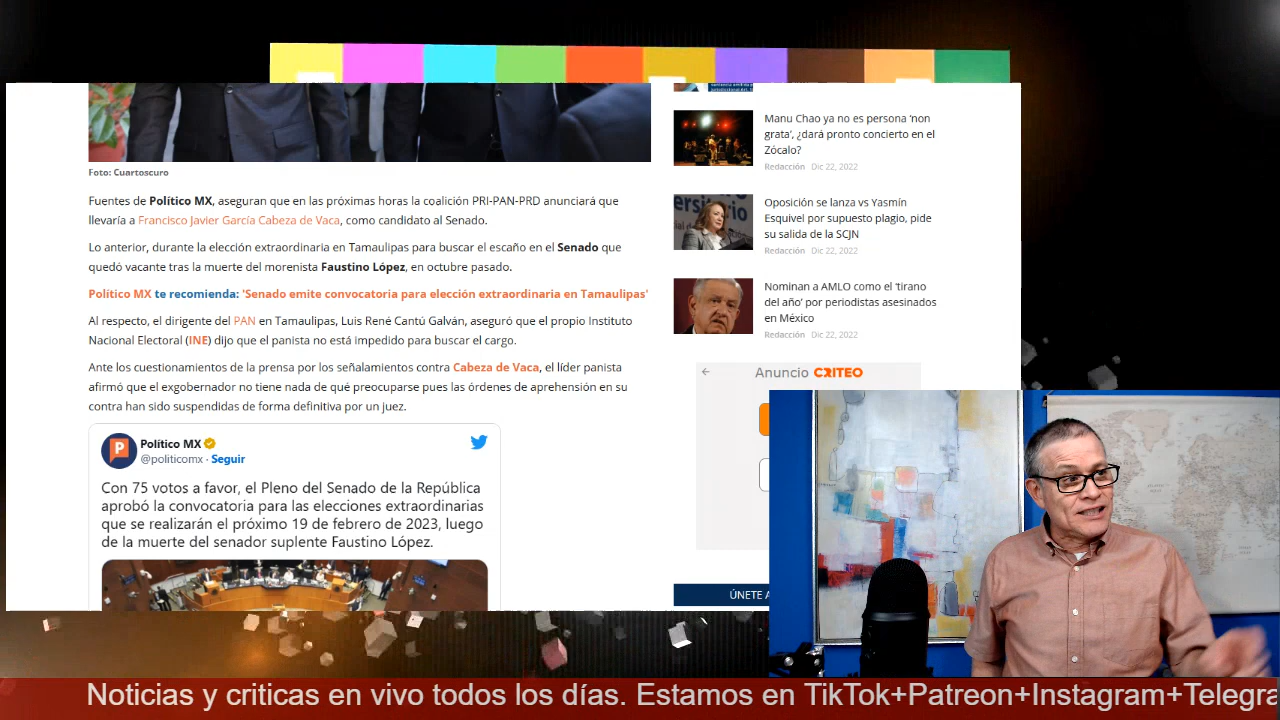 Foto: Cuartoscuro
Fuentes de Político MX, aseguran que en las próximas horas la coalición PRI-PAN-PRD anunciará que
llevaría a Francisco Javier García Cabeza de Vaca, como candidato al Senado.
Lo anterior, durante la elección extraordinaria en Tamaulipas para buscar el escaño en el Senado que
quedó vacante tras la muerte del morenista Faustino López, en octubre pasado.
Político MX te recomienda: 'Senado emite convocatoria para elección extraordinaria en Tamaulipas'
Al respecto, el dirigente del PAN en Tamaulipas, Luis René Cantú Galván, aseguró que el propio Instituto
Nacional Electoral (INE) dijo que el panista no está impedido para buscar el cargo.
Ante los cuestionamientos de la prensa por los señalamientos contra Cabeza de Vaca, el líder panista
afirmó que el exgobernador no tiene nada de qué preocuparse pues las órdenes de aprehensión en su
contra han sido suspendidas de forma definitiva por un juez.
Político MX
@politicomx · Seguir
Con 75 votos a favor, el Pleno del Senado de la República
aprobó la convocatoria para las elecciones extraordinarias
que se realizarán el próximo 19 de febrero de 2023, luego
de la muerte del senador suplente Faustino López.
Manu Chao ya no es persona 'non
grata', ¿dará pronto concierto en el
Zócalo?
Redacción Dic 22, 2022
Oposición se lanza vs Yasmín
Esquivel por supuesto plagio, pide
su salida de la SCJN
Redacción Dic 22, 2022
Nominan a AMLO como el 'tirano
del año' por periodistas asesinados
en México
Redacción Dic 22, 2022
Anuncio CRITEO
ÚNETE A
Noticias y criticas en vivo todos los días. Estamos en TikTok+Patreon+Instagram+Telegra